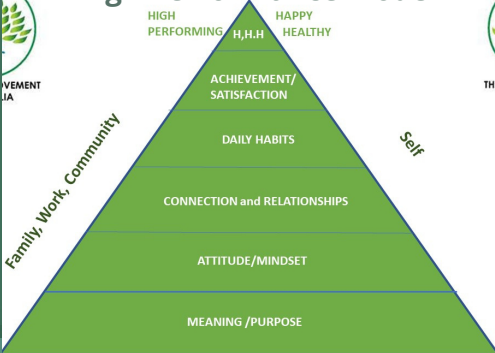 HIGH
PERFORMING
HAPPY
HEALTHY
H,H.H
ACHIEVEMENT/
SATISFACTION
DAILY HABITS
CONNECTION and RELATIONSHIPS
ATTITUDE/MINDSET
MEANING /PURPOSE
Family, Work, Community
Self
OVEMENT
LIA
TH